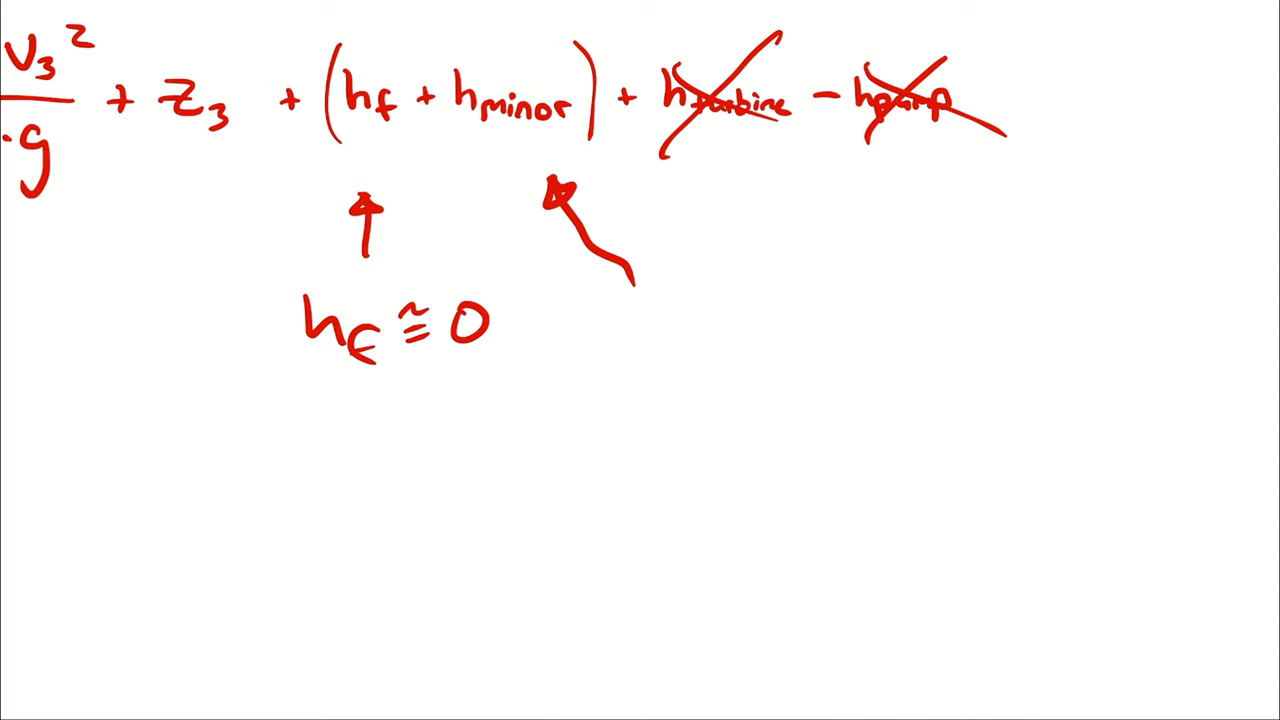 V₃² + z₃ + (hf + hminor) + hturbine - hpump
·g
hf ≅ 0